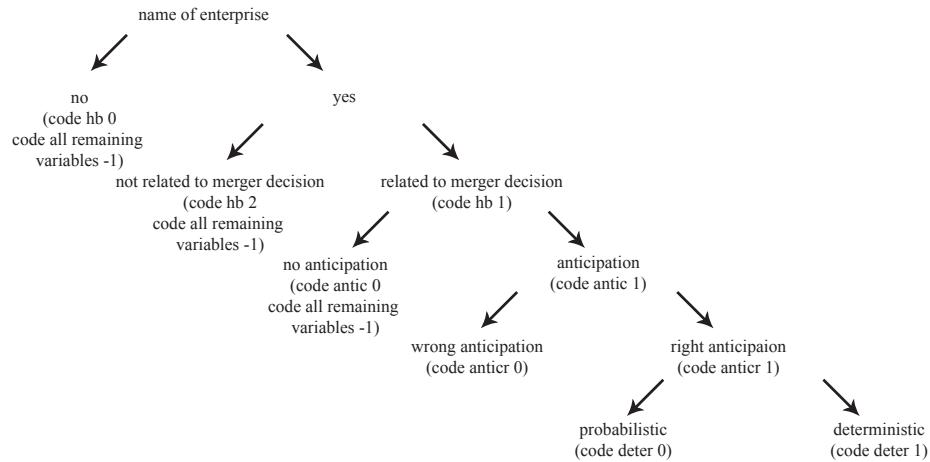 name of enterprise
no
(code hb 0
code all remaining
variables -1)
yes
not related to merger decision
(code hb 2
code all remaining
variables -1)
related to merger decision
(code hb 1)
no anticipation
(code antic 0
code all remaining
variables -1)
anticipation
(code antic 1)
wrong anticipation
(code anticr 0)
right anticipaion
(code anticr 1)
probabilistic
(code deter 0)
deterministic
(code deter 1)